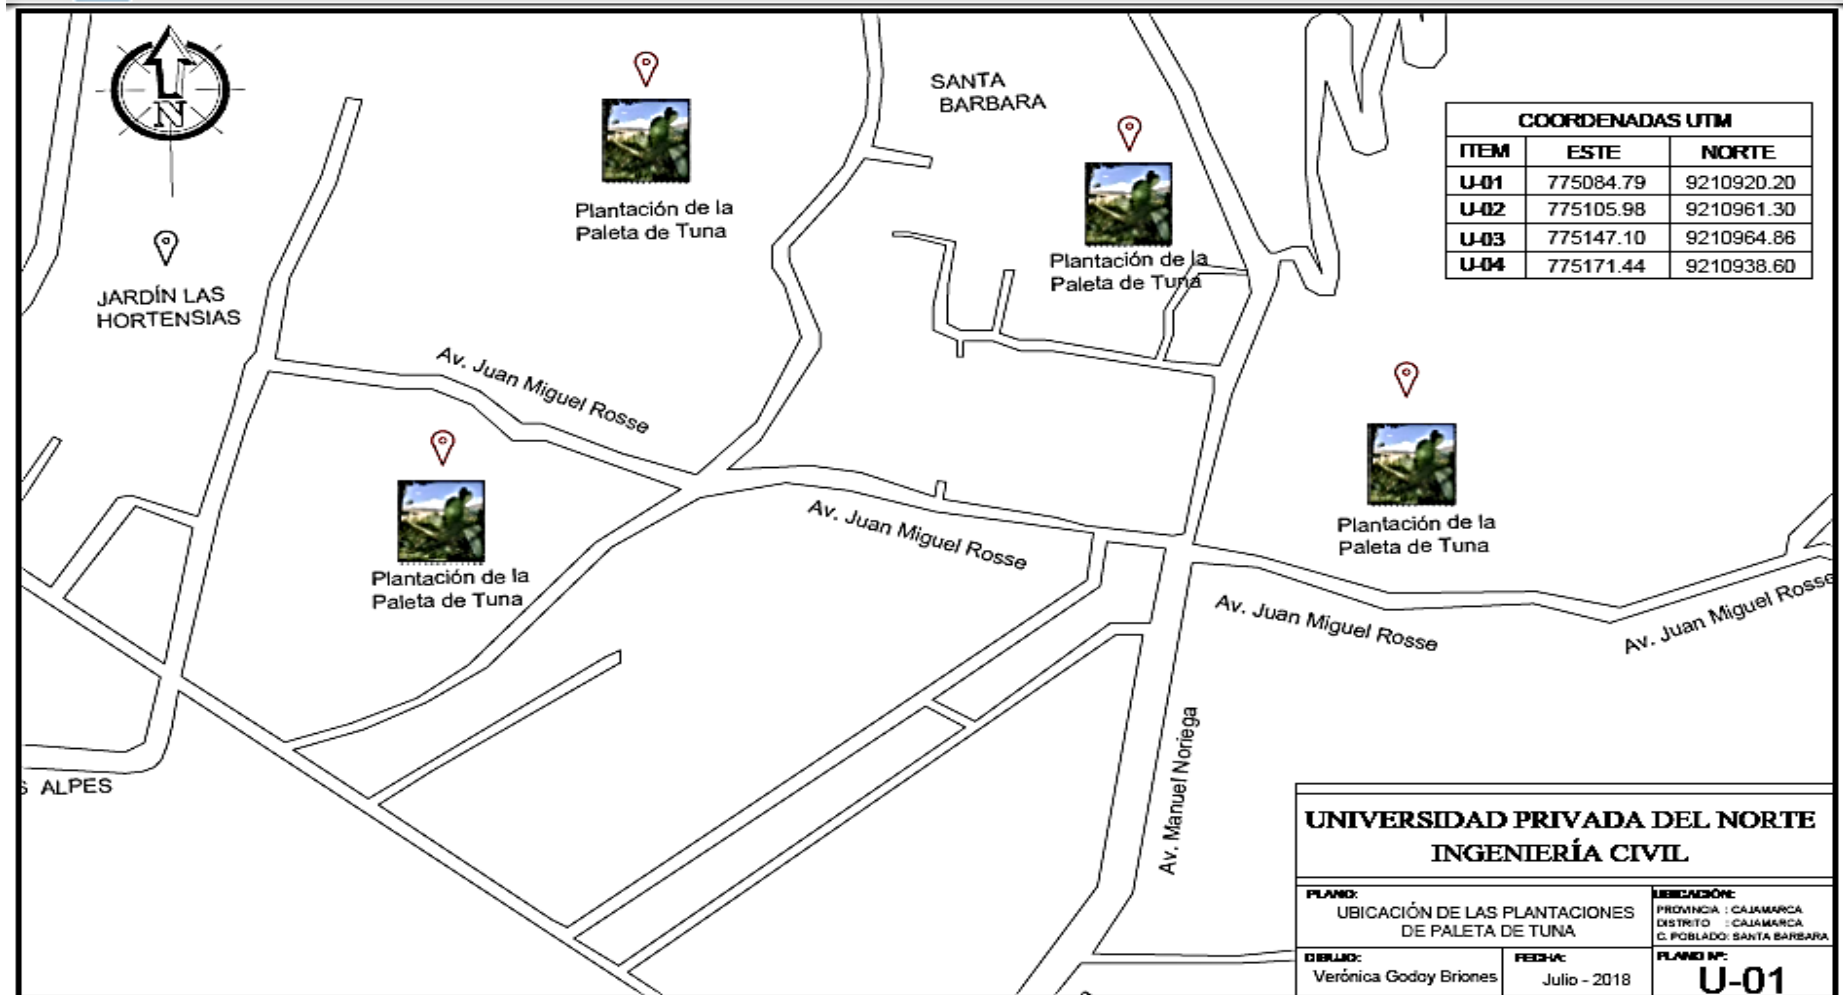 N
SANTA
BARBARA
Plantación de la
Paleta de Tuna
Plantación de la
Paleta de Tuna
JARDÍN LAS
HORTENSIAS
COORDENADAS UTM
ITEM ESTE NORTE
U-01 775084.79 9210920.20
U-02 775105.98 9210961.30
U-03 775147.10 9210964.86
U-04 775171.44 9210938.60
Av. Juan Miguel Rosse
Plantación de la
Paleta de Tuna
Av. Juan Miguel Rosse
Plantación de la
Paleta de Tuna
Av. Juan Miguel Rosse
Av. Juan Miguel Rosse
S ALPES
Av. Manuel Noriega
UNIVERSIDAD PRIVADA DEL NORTE
INGENIERÍA CIVIL
PLANO:
UBICACIÓN DE LAS PLANTACIONES
DE PALETA DE TUNA
UBICACIÓN:
PROVINCIA : CAJAMARCA
DISTRITO : CAJAMARCA
C. POBLADO: SANTA BARBARA
DIBUJO:
Verónica Godoy Briones
FECHA:
Julio - 2018
PLANO Nº:
U-01